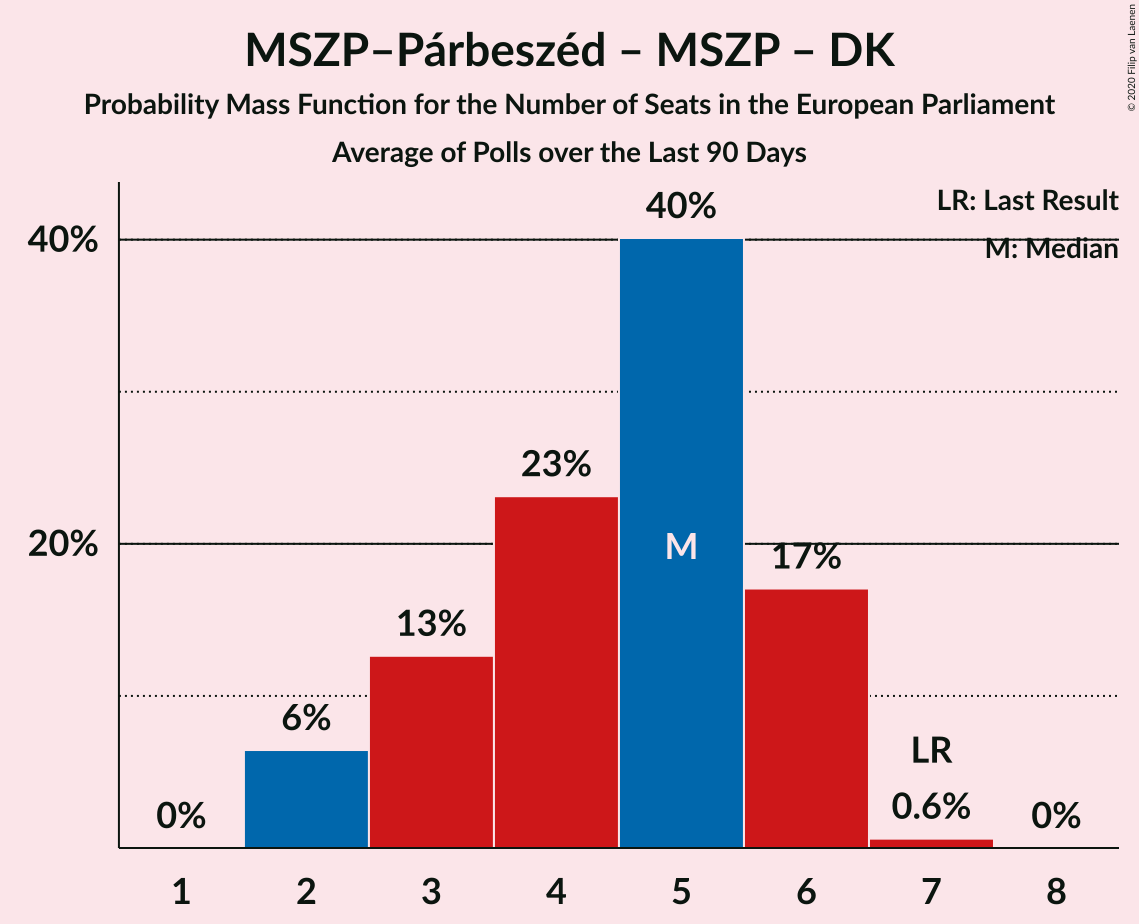 MSZP–Párbeszéd – MSZP – DK
Probability Mass Function for the Number of Seats in the European Parliament
Average of Polls over the Last 90 Days
© 2020 Filip van Laenen
LR: Last Result
M: Median
40%
20%
0%
6%
13%
23%
40%
M
17%
LR
0.6%
0%
1 2 3 4 5 6 7 8